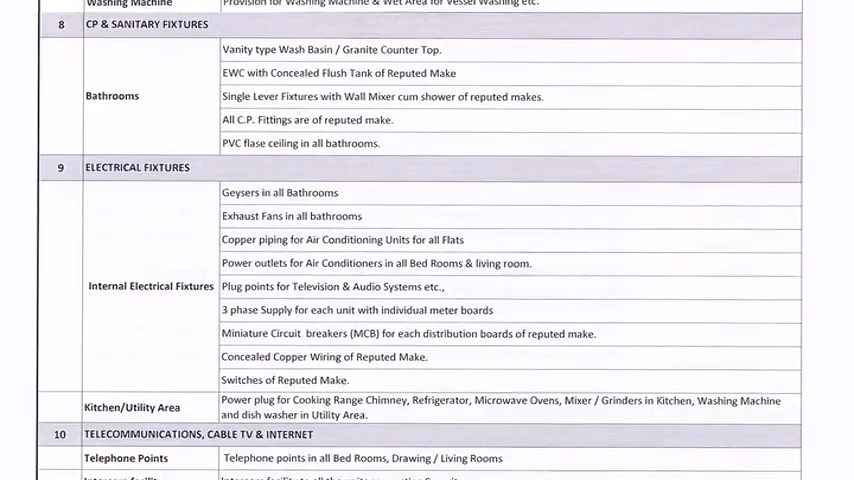 Washing Machine Provision for Washing Machine & Wet Area for Vessel Washing etc.
8 CP & SANITARY FIXTURES
Vanity type Wash Basin / Granite Counter Top.
EWC with Concealed Flush Tank of Reputed Make
Bathrooms Single Lever Fixtures with Wall Mixer cum shower of reputed makes.
All C.P. Fittings are of reputed make.
PVC flase ceiling in all bathrooms.
9 ELECTRICAL FIXTURES
Geysers in all Bathrooms
Exhaust Fans in all bathrooms
Copper piping for Air Conditioning Units for all Flats
Power outlets for Air Conditioners in all Bed Rooms & living room.
Internal Electrical Fixtures Plug points for Television & Audio Systems etc.,
3 phase Supply for each unit with individual meter boards
Miniature Circuit breakers (MCB) for each distribution boards of reputed make.
Concealed Copper Wiring of Reputed Make.
Switches of Reputed Make.
Kitchen/Utility Area Power plug for Cooking Range Chimney, Refrigerator, Microwave Ovens, Mixer / Grinders in Kitchen, Washing Machine
and dish washer in Utility Area.
10 TELECOMMUNICATIONS, CABLE TV & INTERNET
Telephone Points Telephone points in all Bed Rooms, Drawing / Living Rooms